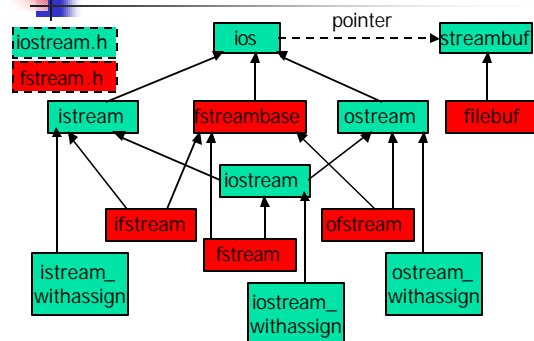 pointer
iostream.h
ios
streambuf
fstream.h
istream
fstreambase
ostream
filebuf
iostream
ifstream
fstream
ofstream
istream_
withassign
iostream_
withassign
ostream_
withassign